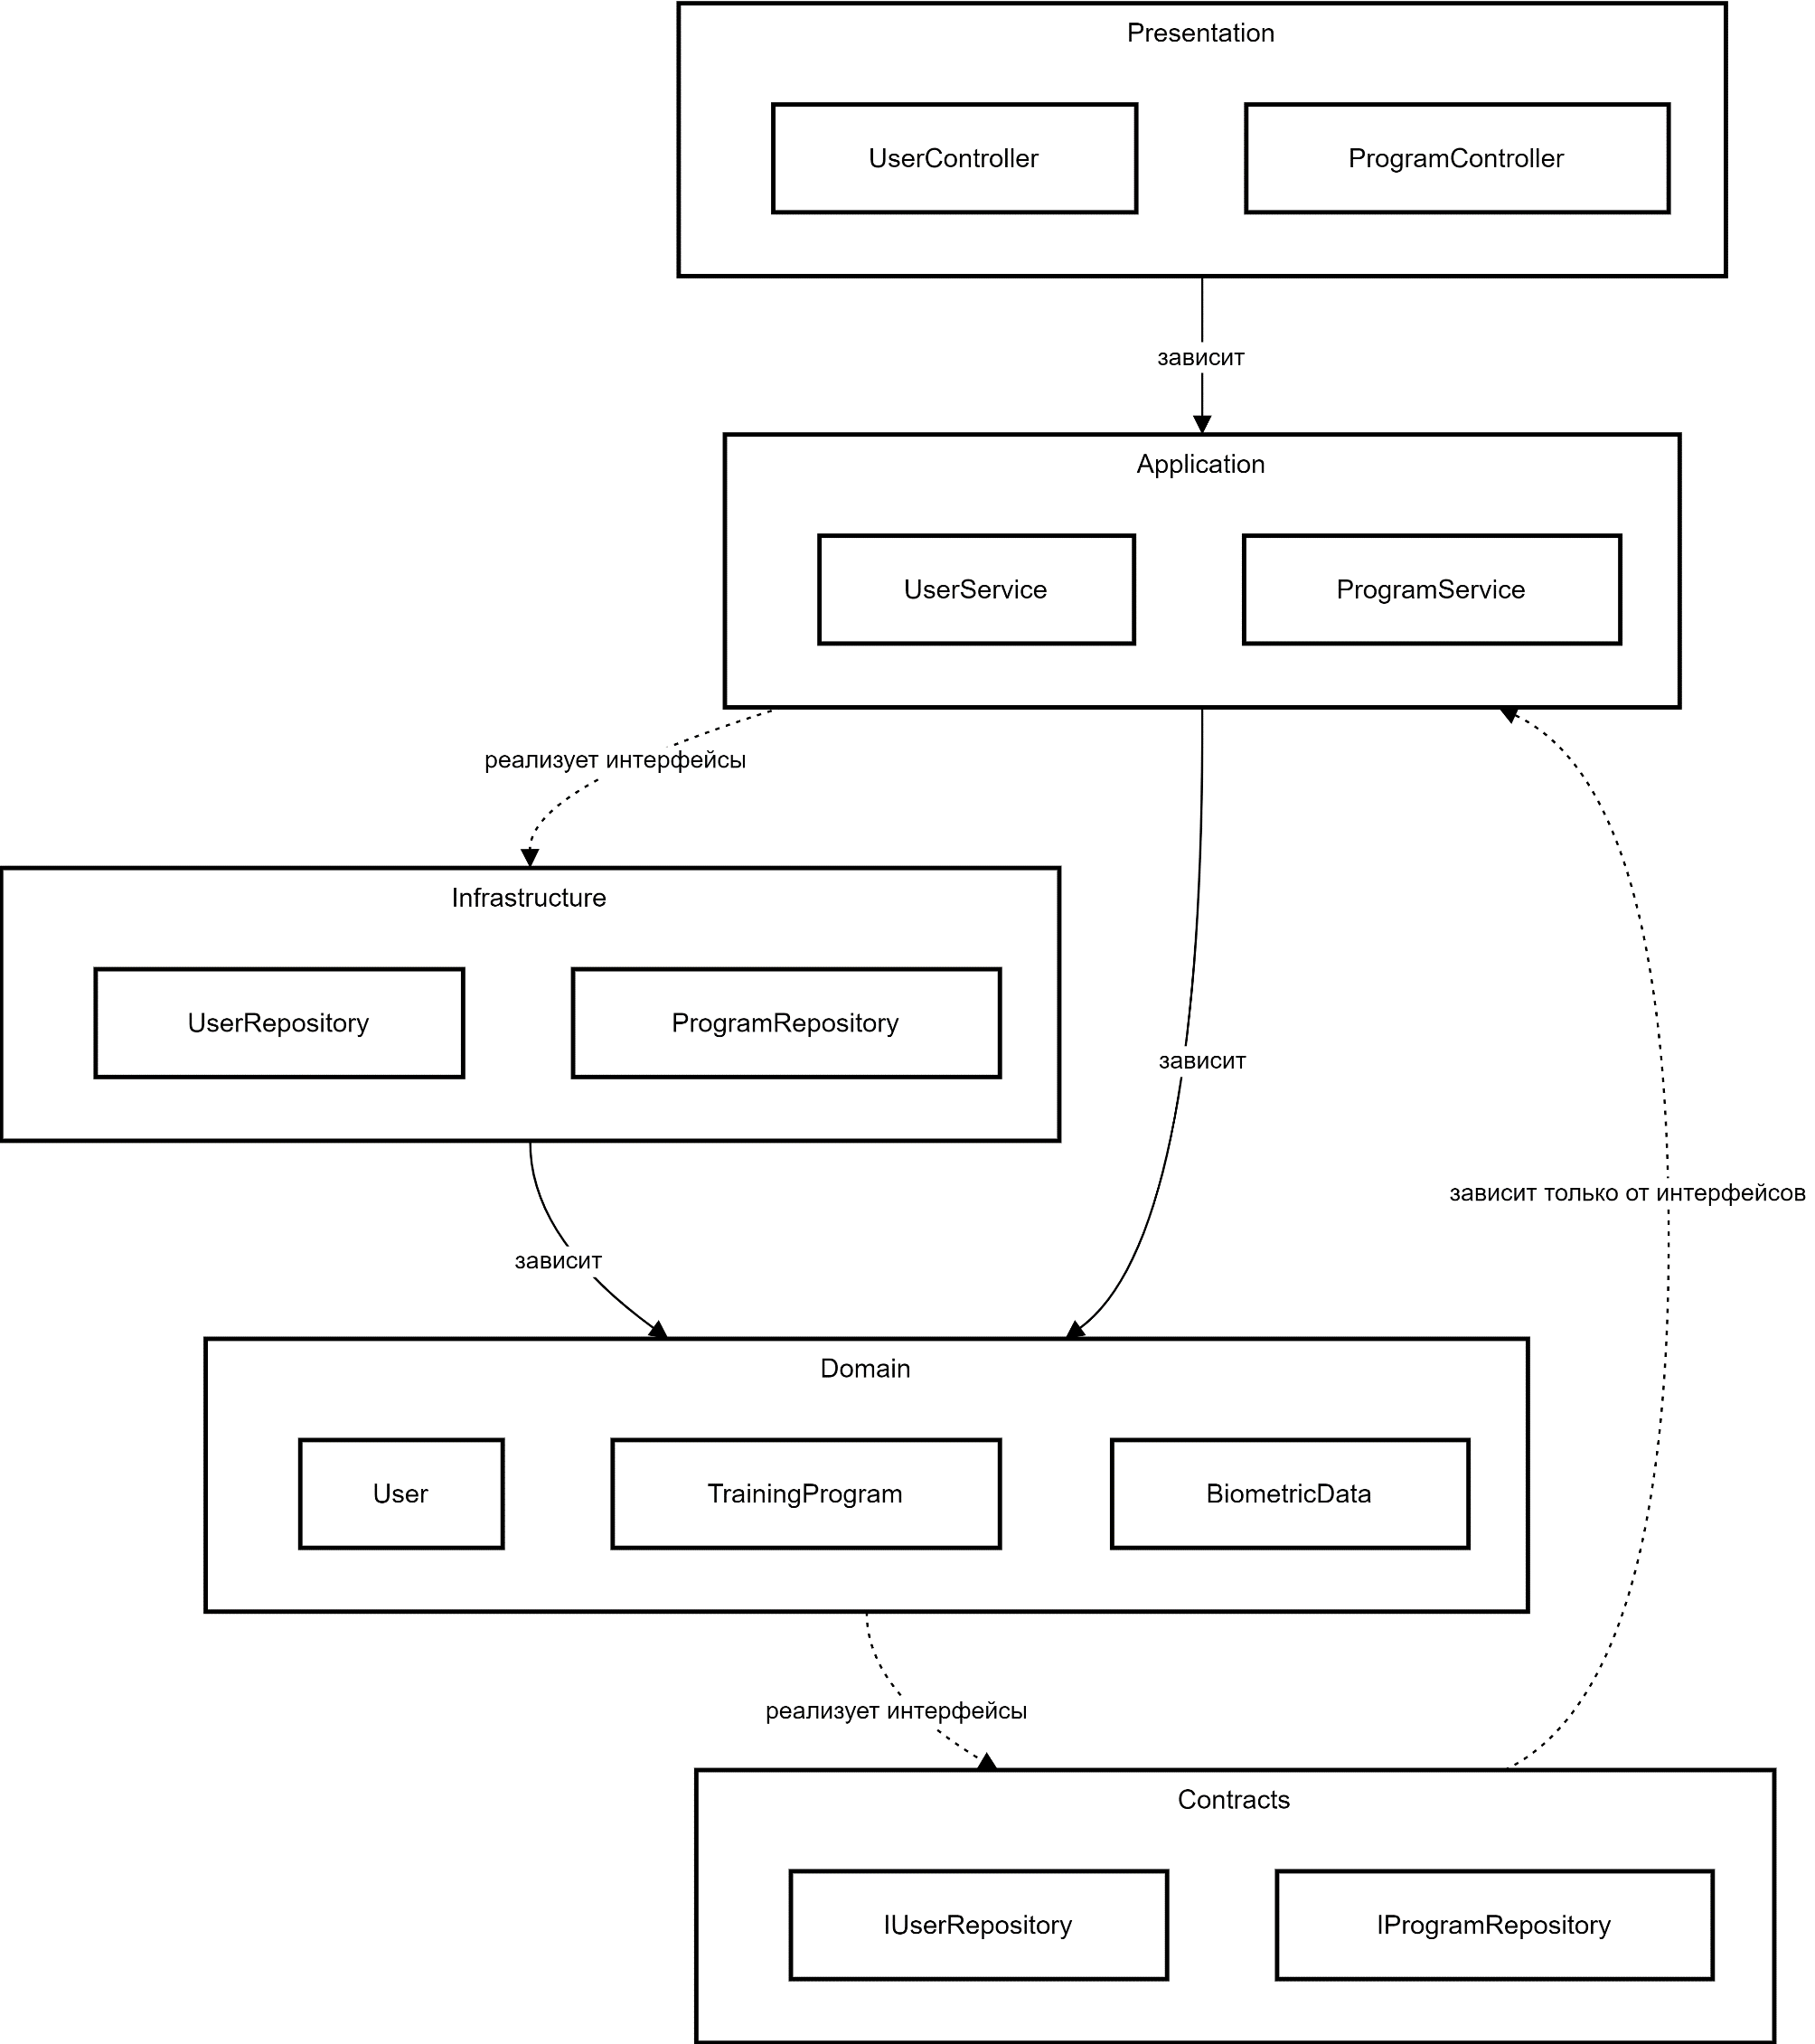 Presentation
UserController
ProgramController
зависит
Application
UserService
ProgramService
реализует интерфейсы
Infrastructure
UserRepository
ProgramRepository
зависит
зависит только от интерфейсов
зависит
Domain
User
TrainingProgram
BiometricData
реализует интерфейсы
Contracts
IUserRepository
IProgramRepository